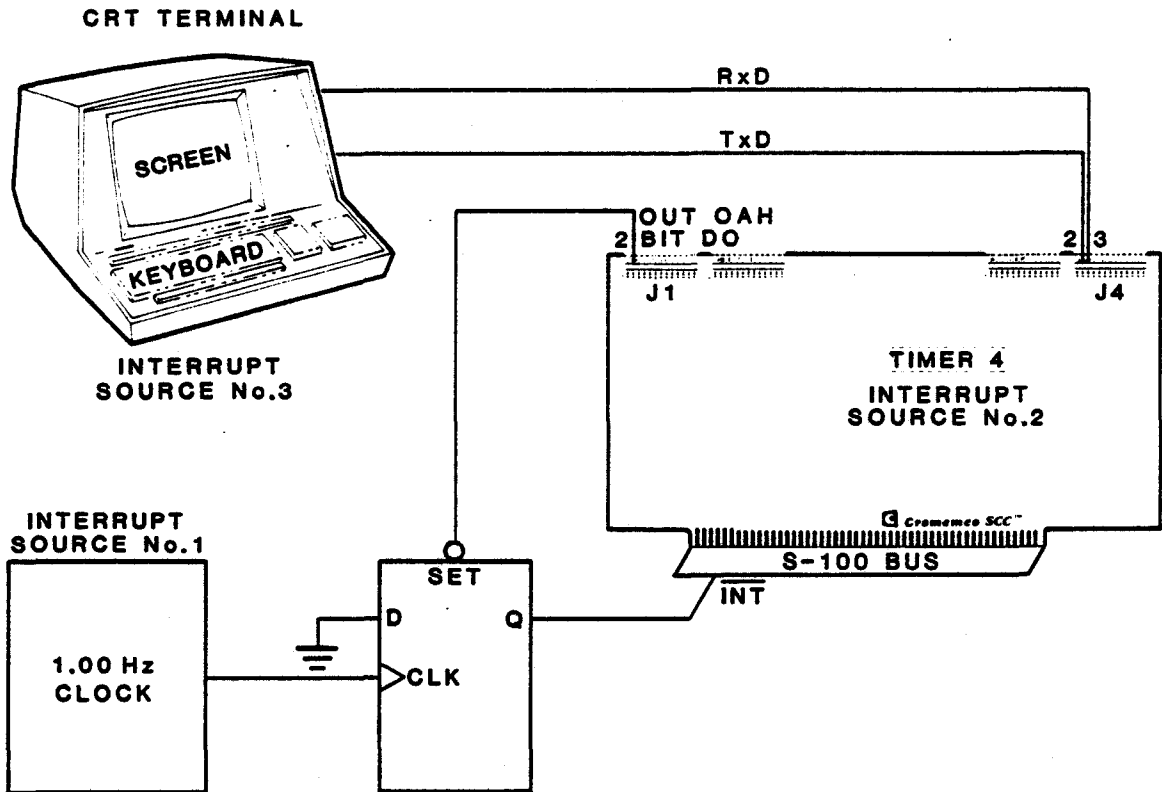 CRT TERMINAL
RxD
TxD
SCREEN
KEYBOARD
OUT OAH
2 BIT DO
2 3
J1
J4
INTERRUPT
SOURCE No.3
TIMER 4
INTERRUPT
SOURCE No.2
Cromemco SCC™
S-100 BUS
INT
INTERRUPT
SOURCE No.1
SET
D
Q
CLK
1.00 Hz
CLOCK